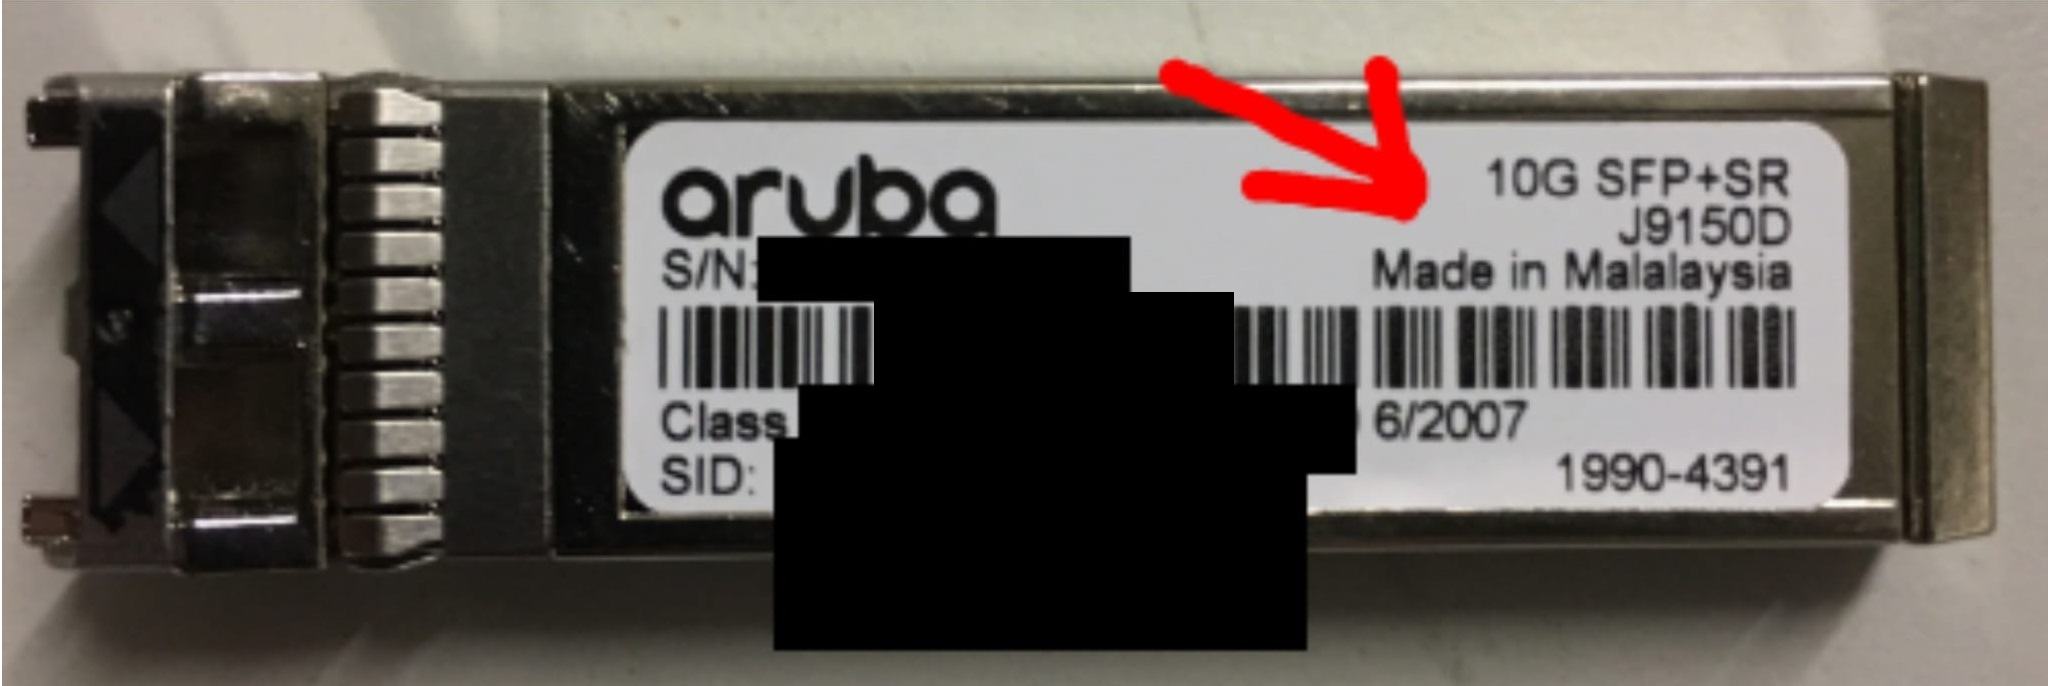 aruba
10G SFP+SR
J9150D
S/N:
Made in Malalaysia
Class 6/2007
SID:
1990-4391